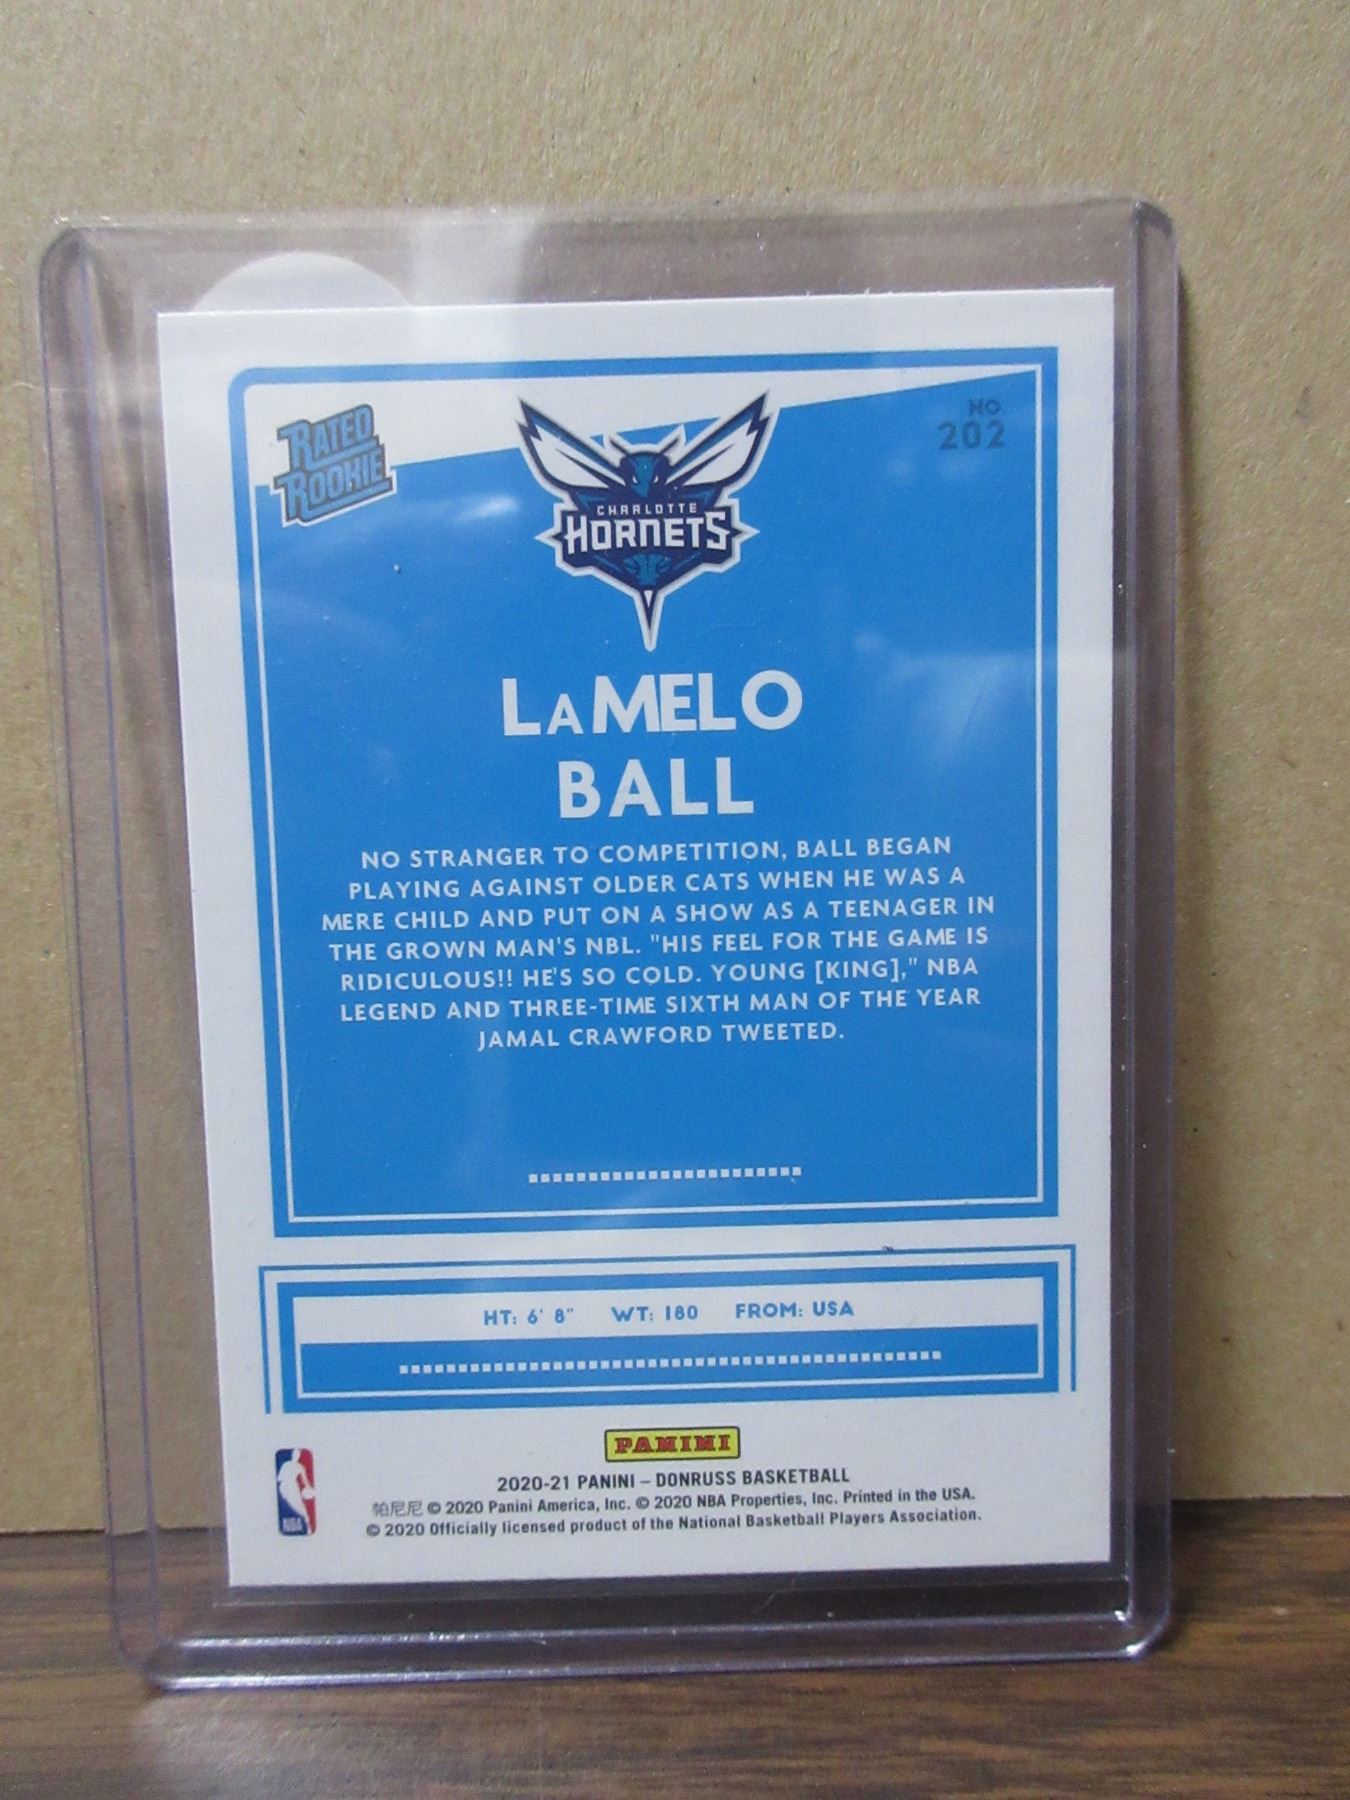 RATED
ROOKIE
NO
202
CHARLOTTE
HORNETS
LaMELO
BALL
NO STRANGER TO COMPETITION, BALL BEGAN
PLAYING AGAINST OLDER CATS WHEN HE WAS A
MERE CHILD AND PUT ON A SHOW AS A TEENAGER IN
THE GROWN MAN'S NBL. "HIS FEEL FOR THE GAME IS
RIDICULOUS!! HE'S SO COLD. YOUNG [KING]," NBA
LEGEND AND THREE-TIME SIXTH MAN OF THE YEAR
JAMAL CRAWFORD TWEETED.
HT: 6' 8" WT: 180 FROM: USA
PANINI
NBA
2020-21 PANINI – DONRUSS BASKETBALL
帕尼尼 © 2020 Panini America, Inc. © 2020 NBA Properties, Inc. Printed in the USA.
© 2020 Officially licensed product of the National Basketball Players Association.